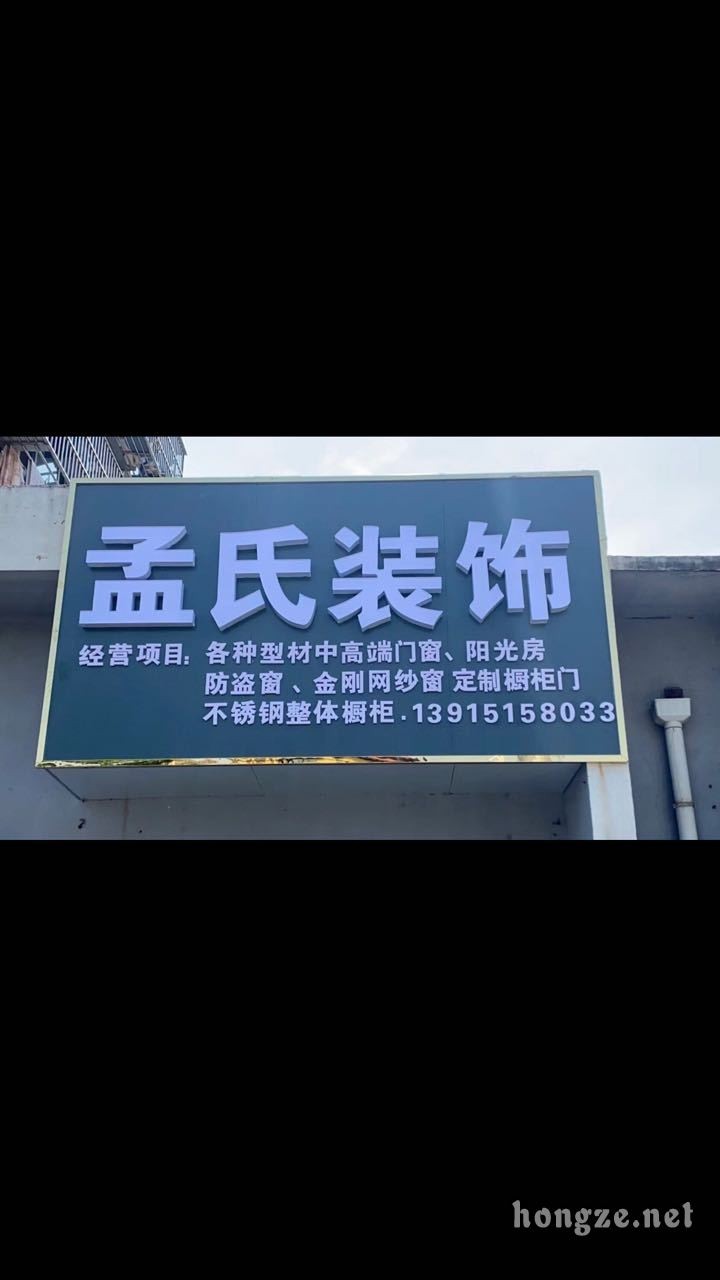 孟氏装饰
经营项目：各种型材中高端门窗、阳光房
防盗窗、金刚网纱窗 定制橱柜门
不锈钢整体橱柜.13915158033
hongze.net